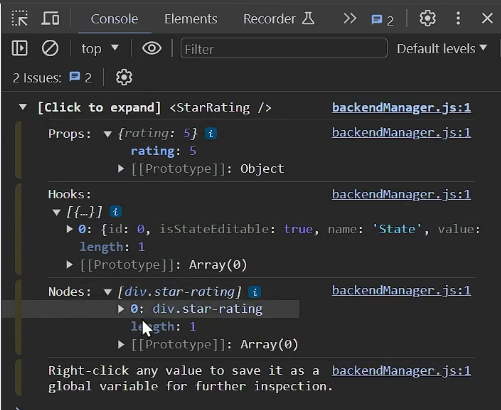 Console Elements Recorder 2
top Filter Default levels
2 Issues: 2
[Click to expand] <StarRating /> backendManager.js:1
Props: {rating: 5} i backendManager.js:1
rating: 5
[[Prototype]]: Object
Hooks: backendManager.js:1
[{…}] i
0: {id: 0, isStateEditable: true, name: 'State', value:
length: 1
[[Prototype]]: Array(0)
Nodes: [div.star-rating] i backendManager.js:1
0: div.star-rating
length: 1
[[Prototype]]: Array(0)
Right-click any value to save it as a backendManager.js:1
global variable for further inspection.